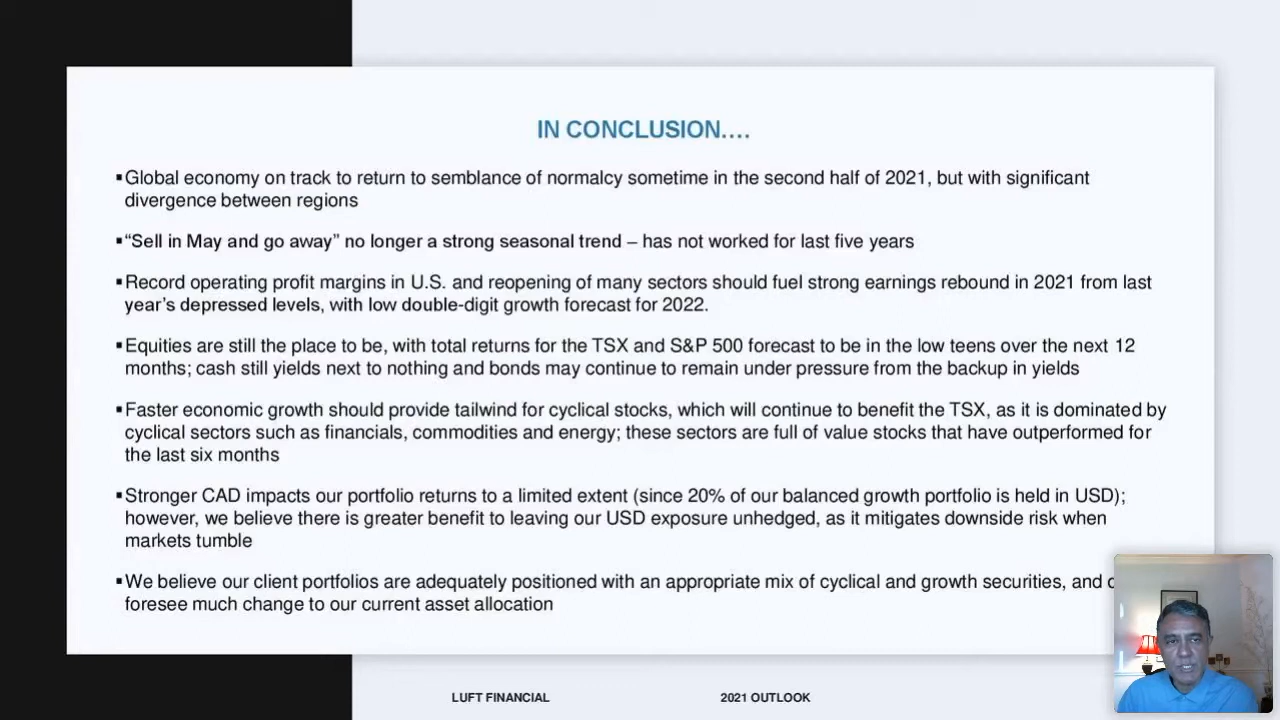 IN CONCLUSION….
▪Global economy on track to return to semblance of normalcy sometime in the second half of 2021, but with significant
divergence between regions
▪“Sell in May and go away” no longer a strong seasonal trend – has not worked for last five years
▪Record operating profit margins in U.S. and reopening of many sectors should fuel strong earnings rebound in 2021 from last
year’s depressed levels, with low double-digit growth forecast for 2022.
▪Equities are still the place to be, with total returns for the TSX and S&P 500 forecast to be in the low teens over the next 12
months; cash still yields next to nothing and bonds may continue to remain under pressure from the backup in yields
▪Faster economic growth should provide tailwind for cyclical stocks, which will continue to benefit the TSX, as it is dominated by
cyclical sectors such as financials, commodities and energy; these sectors are full of value stocks that have outperformed for
the last six months
▪Stronger CAD impacts our portfolio returns to a limited extent (since 20% of our balanced growth portfolio is held in USD);
however, we believe there is greater benefit to leaving our USD exposure unhedged, as it mitigates downside risk when
markets tumble
▪We believe our client portfolios are adequately positioned with an appropriate mix of cyclical and growth securities, and
foresee much change to our current asset allocation
LUFT FINANCIAL
2021 OUTLOOK